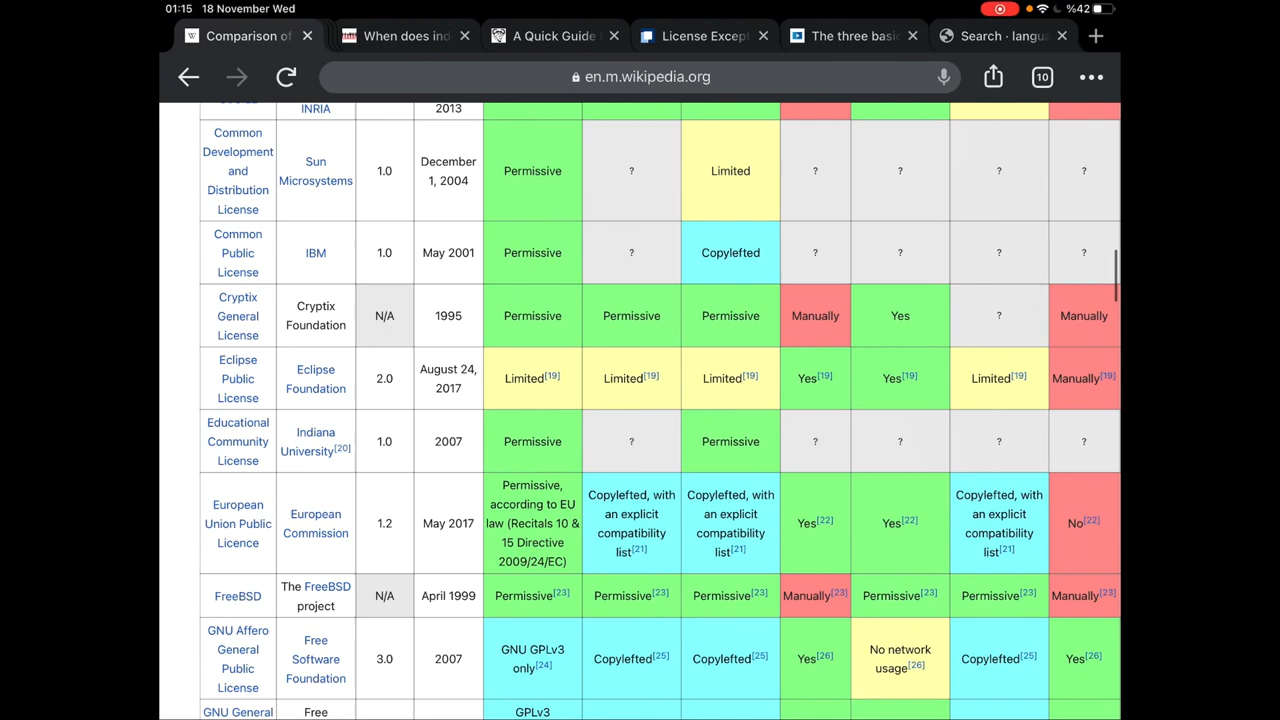 01:15 18 November Wed %42
Comparison of When does ind A Quick Guide License Excep The three basi Search · langu
en.m.wikipedia.org 10
INRIA 2013
Common Development and Distribution License Sun Microsystems 1.0 December 1, 2004 Permissive ? Limited ? ? ? ?
Common Public License IBM 1.0 May 2001 Permissive ? Copylefted ? ? ? ?
Cryptix General License Cryptix Foundation N/A 1995 Permissive Permissive Permissive Manually Yes ? Manually
Eclipse Public License Eclipse Foundation 2.0 August 24, 2017 Limited[19] Limited[19] Limited[19] Yes[19] Yes[19] Limited[19] Manually[19]
Educational Community License Indiana University[20] 1.0 2007 Permissive ? Permissive ? ? ? ?
European Union Public Licence European Commission 1.2 May 2017 Permissive, according to EU law (Recitals 10 & 15 Directive 2009/24/EC) Copylefted, with an explicit compatibility list[21] Copylefted, with an explicit compatibility list[21] Yes[22] Yes[22] Copylefted, with an explicit compatibility list[21] No[22]
FreeBSD The FreeBSD project N/A April 1999 Permissive[23] Permissive[23] Permissive[23] Manually[23] Permissive[23] Permissive[23] Manually[23]
GNU Affero General Public License Free Software Foundation 3.0 2007 GNU GPLv3 only[24] Copylefted[25] Copylefted[25] Yes[26] No network usage[26] Copylefted[25] Yes[26]
GNU General Free GPLv3